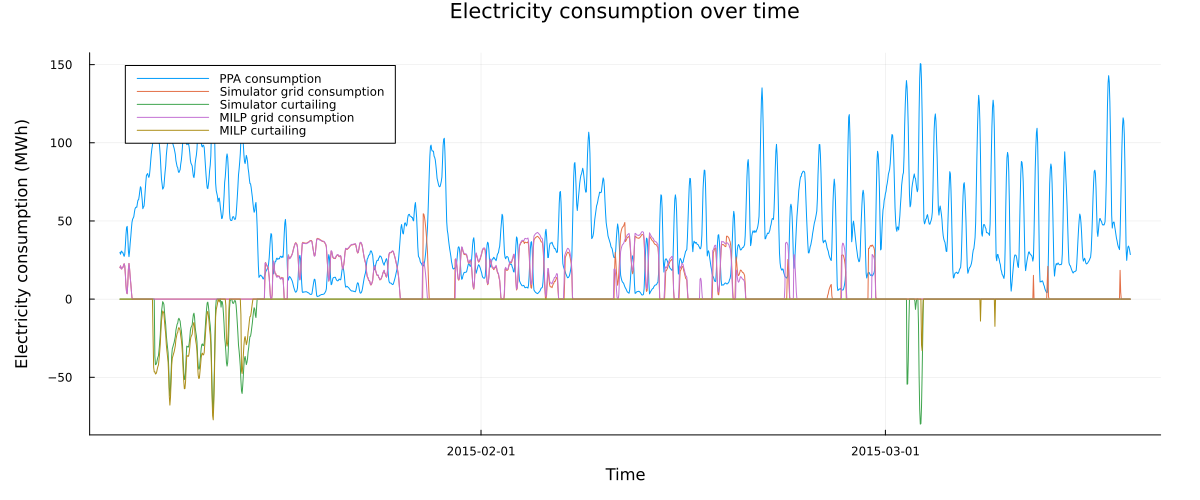 Electricity consumption over time
150
100
50
0
−50
Electricity consumption (MWh)
PPA consumption
Simulator grid consumption
Simulator curtailing
MILP grid consumption
MILP curtailing
2015-02-01
2015-03-01
Time